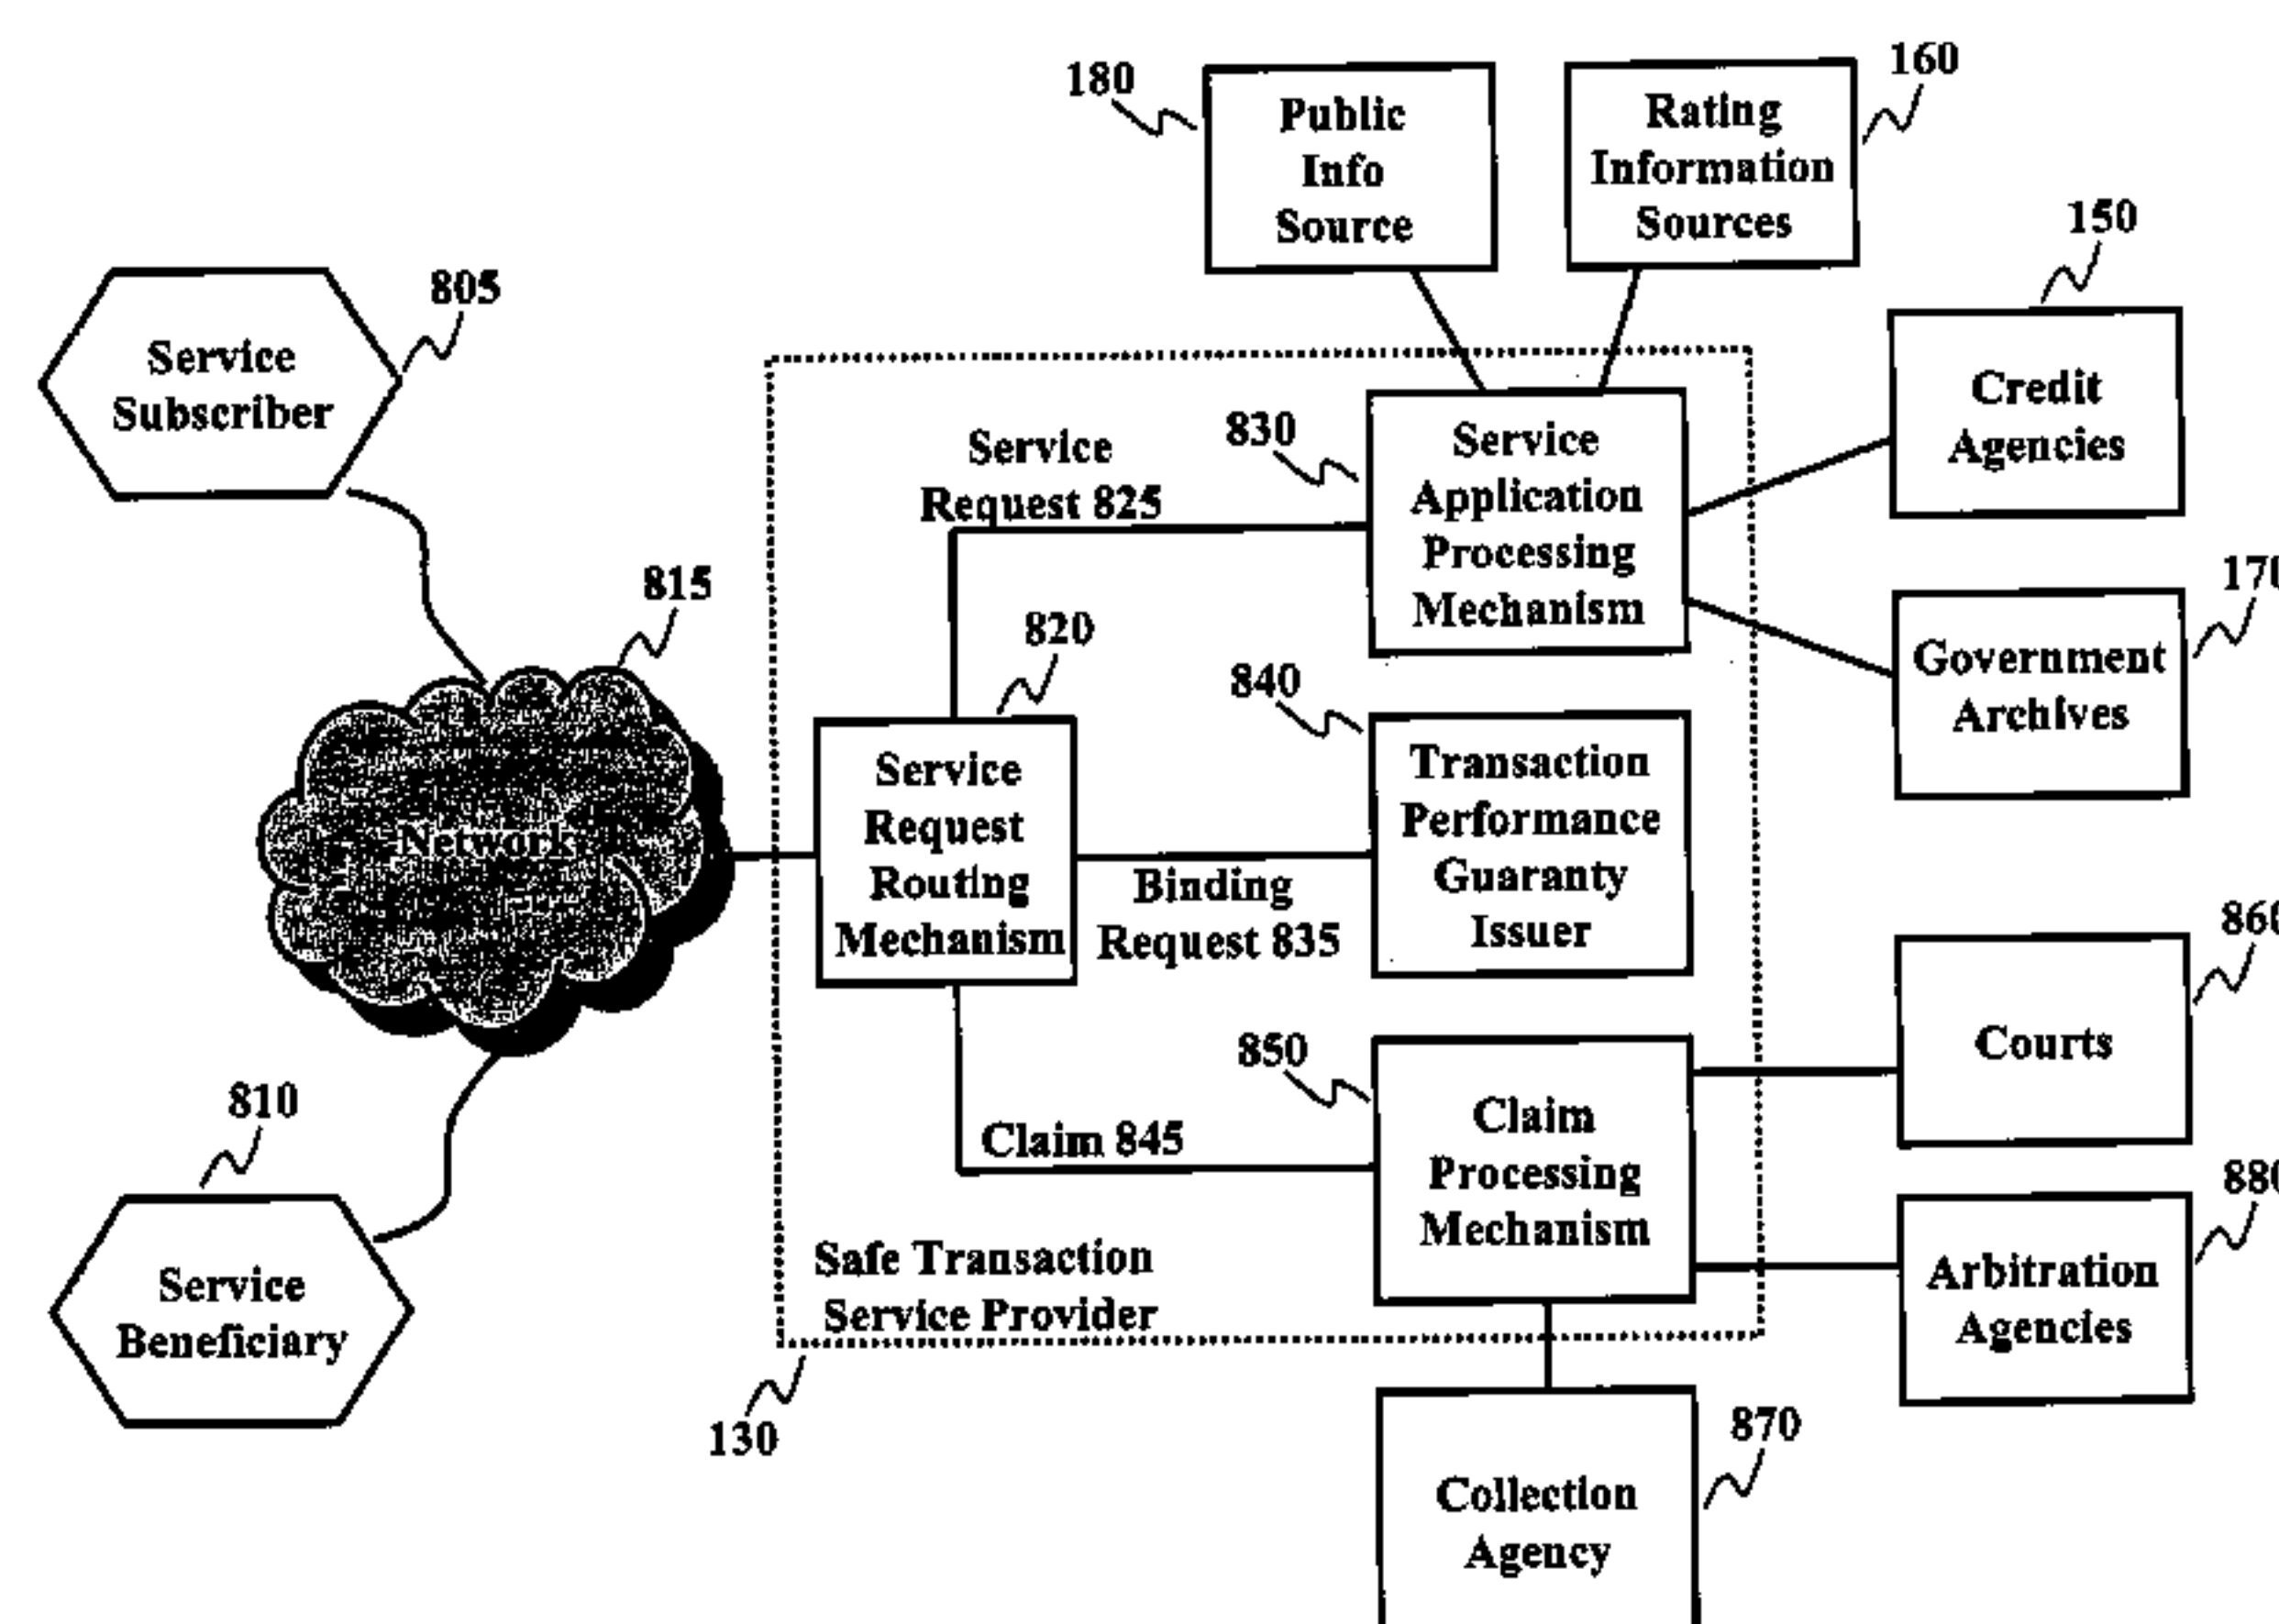 180
Public
Info
Source
160
Rating
Information
Sources
150
Credit
Agencies
805
Service
Subscriber
Service
Request 825
830
Service
Application
Processing
Mechanism
170
Government
Archives
815
Network
820
Service
Request
Routing
Mechanism
840
Transaction
Performance
Guaranty
Issuer
Binding
Request 835
860
Courts
850
Claim
Processing
Mechanism
Claim 845
810
Service
Beneficiary
880
Arbitration
Agencies
Safe Transaction
Service Provider
130
870
Collection
Agency